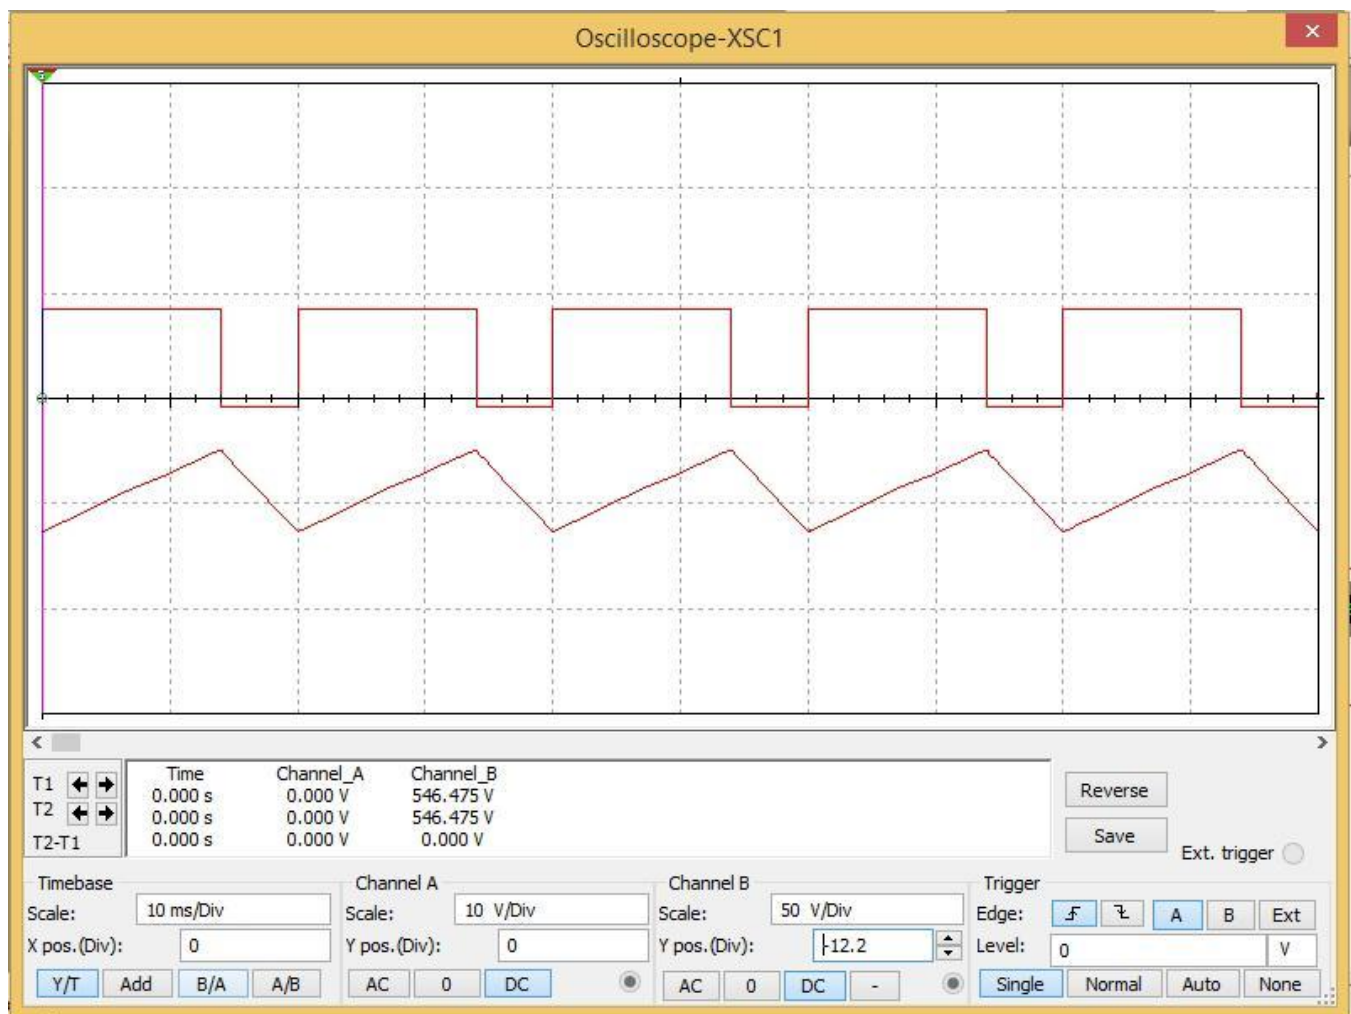 Oscilloscope-XSC1
Time Channel_A Channel_B
T1 0.000 s 0.000 V 546.475 V
T2 0.000 s 0.000 V 546.475 V
T2-T1 0.000 s 0.000 V 0.000 V
Reverse
Save
Ext. trigger
Timebase
Scale: 10 ms/Div
X pos.(Div): 0
Y/T Add B/A A/B
Channel A
Scale: 10 V/Div
Y pos.(Div): 0
AC 0 DC
Channel B
Scale: 50 V/Div
Y pos.(Div): -12.2
AC 0 DC -
Trigger
Edge: A B Ext
Level: 0 V
Single Normal Auto None